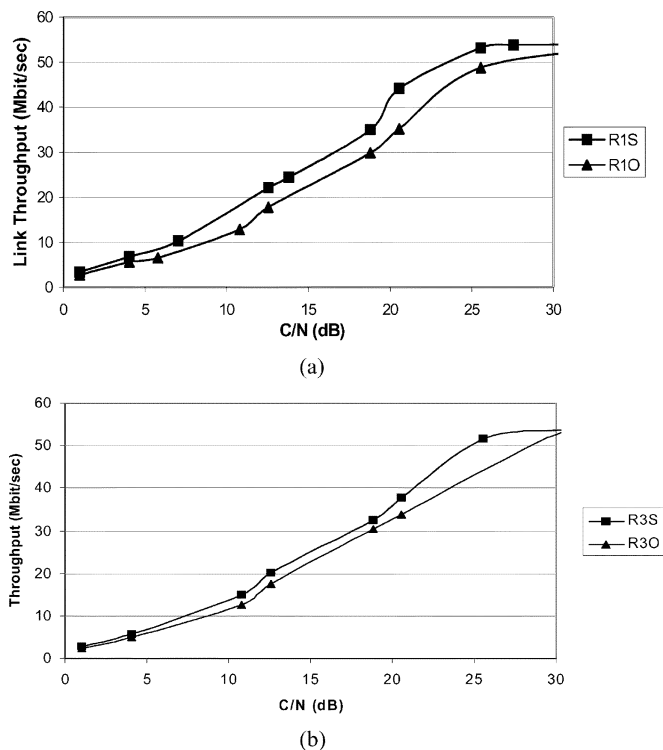 60
50
40
30
20
10
0
Link Throughput (Mbit/sec)
0 5 10 15 20 25 30
C/N (dB)
R1S
R1O
(a)
60
50
40
30
20
10
0
Throughput (Mbit/sec)
0 5 10 15 20 25 30
C/N (dB)
R3S
R3O
(b)